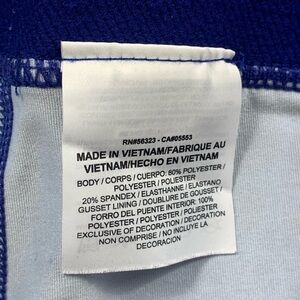 RN#56323 - CA#05553
MADE IN VIETNAM/FABRIQUE AU
VIETNAM/HECHO EN VIETNAM
BODY / CORPS / CUERPO: 80% POLYESTER /
POLYESTER / POLIESTER
20% SPANDEX / ELASTHANNE / ELASTANO
GUSSET LINING / DOUBLURE DE GOUSSET /
FORRO DEL PUENTE INTERIOR: 100%
POLYESTER / POLYESTER / POLIESTER
EXCLUSIVE OF DECORATION / DECORATION
NON COMPRISE / NO INCLUYE LA
DECORACION